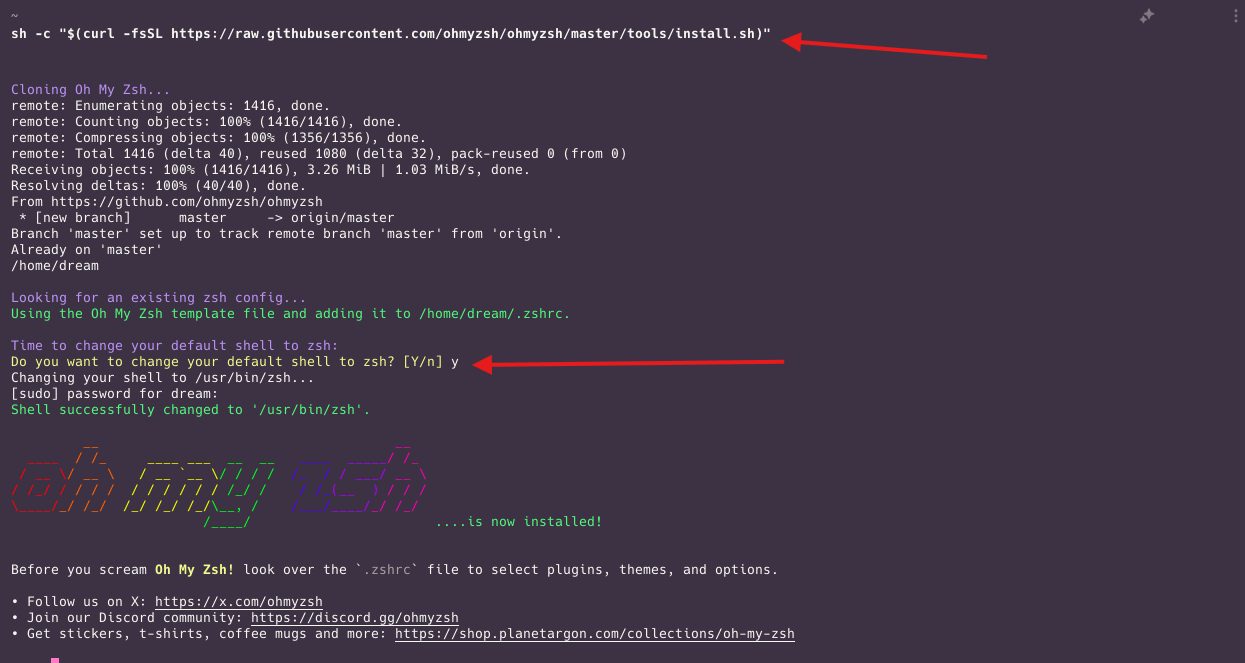 ~
sh -c "$(curl -fsSL https://raw.githubusercontent.com/ohmyzsh/ohmyzsh/master/tools/install.sh)"
Cloning Oh My Zsh...
remote: Enumerating objects: 1416, done.
remote: Counting objects: 100% (1416/1416), done.
remote: Compressing objects: 100% (1356/1356), done.
remote: Total 1416 (delta 40), reused 1080 (delta 32), pack-reused 0 (from 0)
Receiving objects: 100% (1416/1416), 3.26 MiB | 1.03 MiB/s, done.
Resolving deltas: 100% (40/40), done.
From https://github.com/ohmyzsh/ohmyzsh
 * [new branch]      master     -> origin/master
Branch 'master' set up to track remote branch 'master' from 'origin'.
Already on 'master'
/home/dream
Looking for an existing zsh config...
Using the Oh My Zsh template file and adding it to /home/dream/.zshrc.
Time to change your default shell to zsh:
Do you want to change your default shell to zsh? [Y/n] y
Changing your shell to /usr/bin/zsh...
[sudo] password for dream:
Shell successfully changed to '/usr/bin/zsh'.
oh my zsh
....is now installed!
Before you scream Oh My Zsh! look over the `.zshrc` file to select plugins, themes, and options.
• Follow us on X: https://x.com/ohmyzsh
• Join our Discord community: https://discord.gg/ohmyzsh
• Get stickers, t-shirts, coffee mugs and more: https://shop.planetargon.com/collections/oh-my-zsh